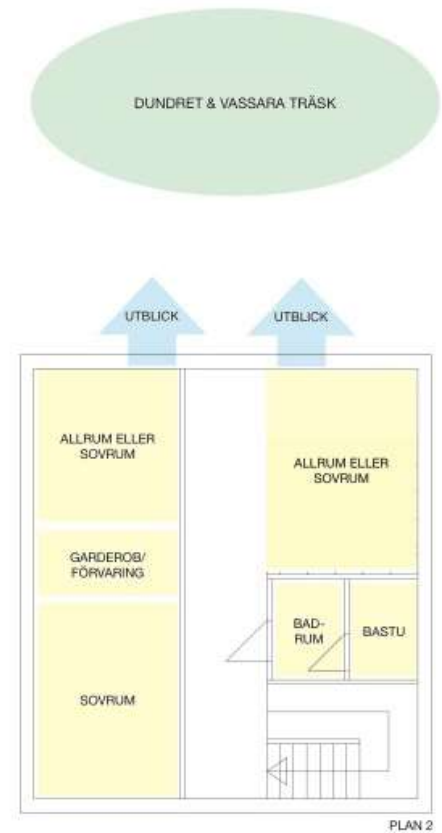 DUNDRET & VASSARA TRÄSK
UTBLICK
UTBLICK
ALLRUM ELLER
SOVRUM
ALLRUM ELLER
SOVRUM
GARDEROB/
FÖRVARING
BAD-
RUM
BASTU
SOVRUM
PLAN 2